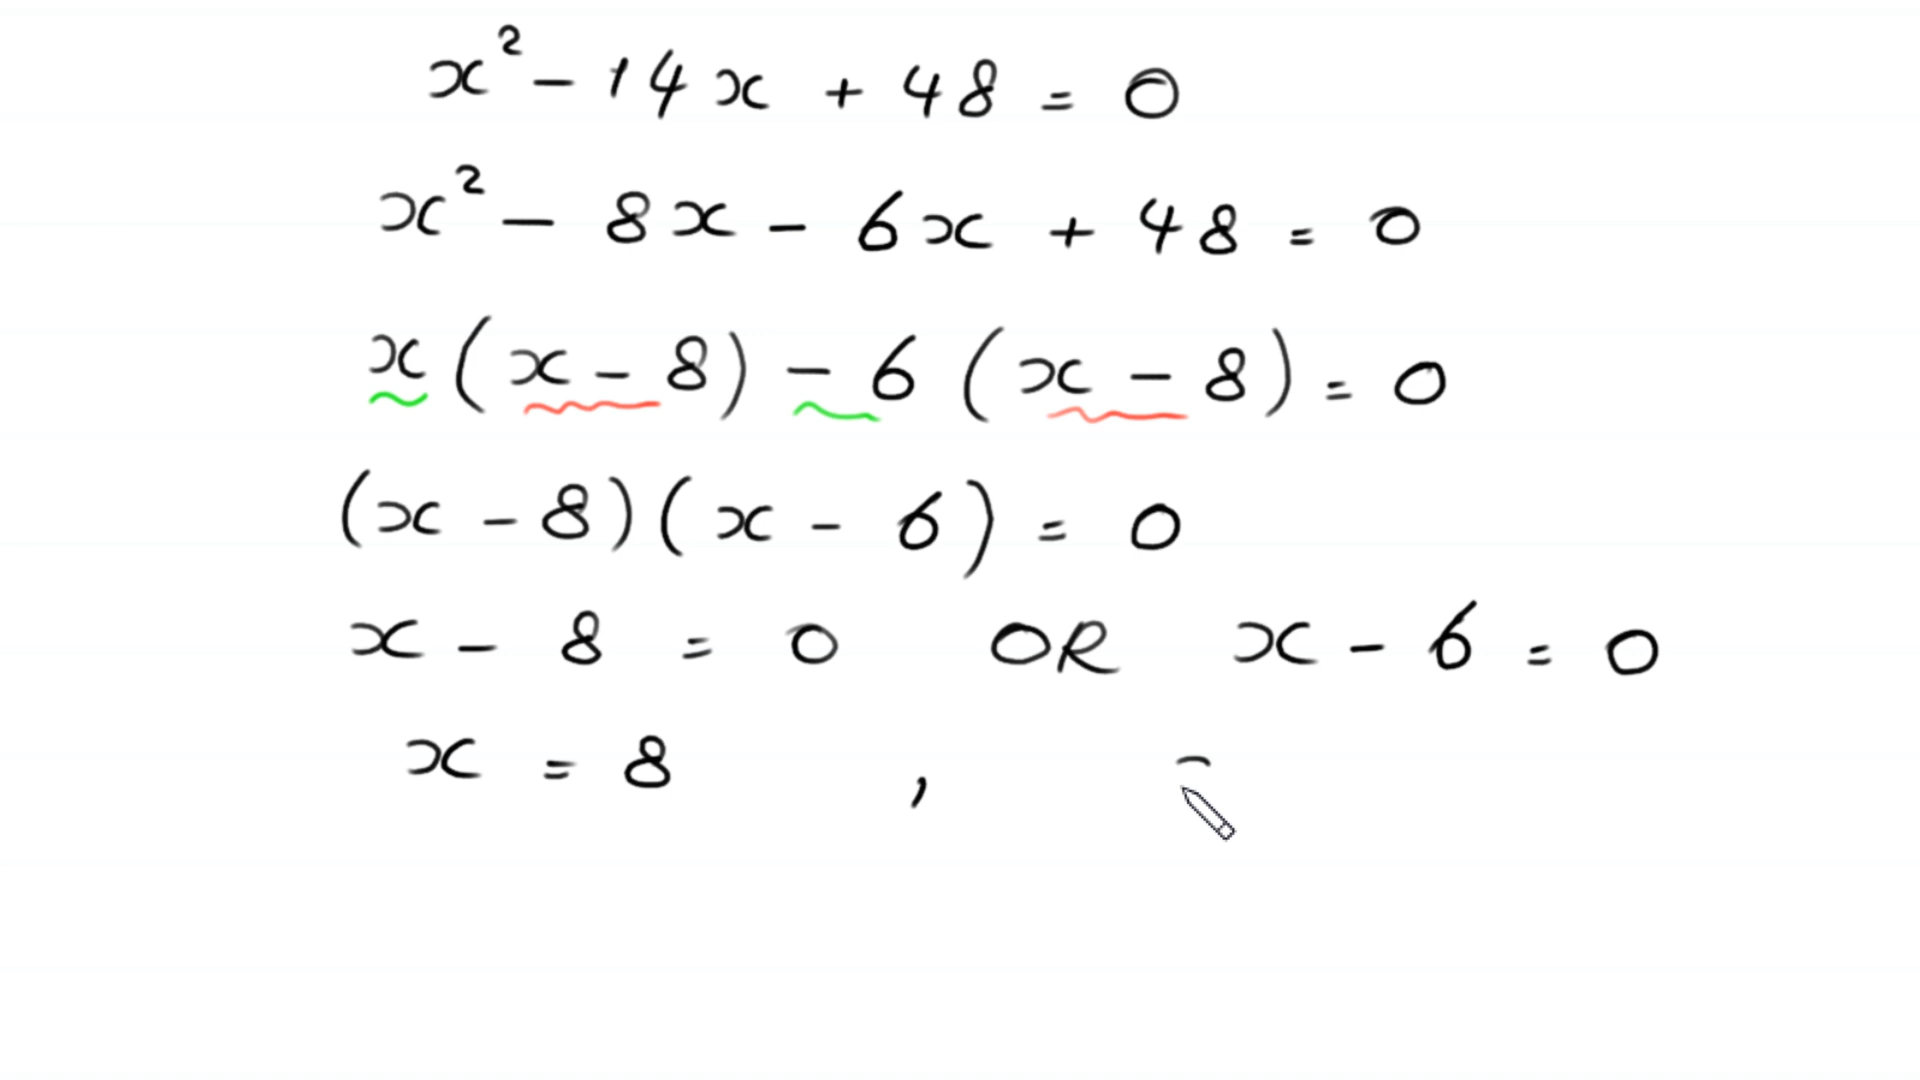 x² - 14x + 48 = 0
x² - 8x - 6x + 48 = 0
x(x - 8) - 6(x - 8) = 0
(x - 8)(x - 6) = 0
x - 8 = 0 OR x - 6 = 0
x = 8 ,